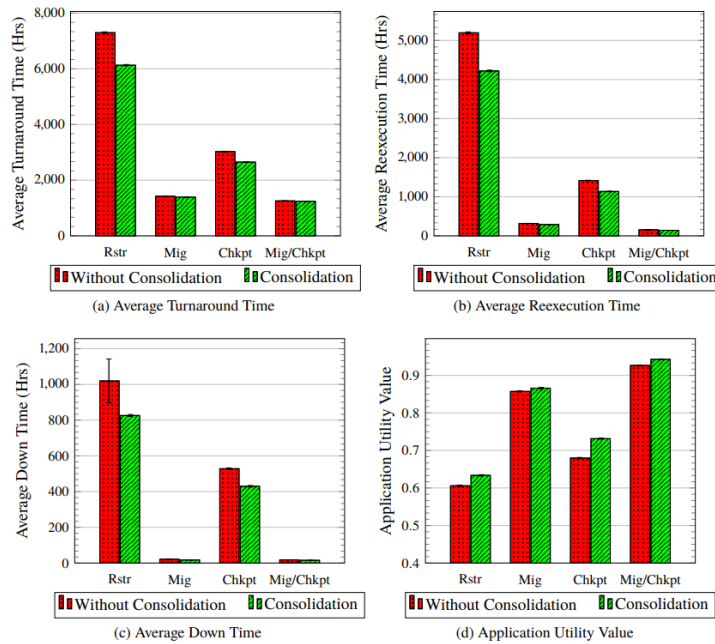 8,000
6,000
4,000
2,000
0
Average Turnaround Time (Hrs)
Rstr Mig Chkpt Mig/Chkpt
Without Consolidation Consolidation
(a) Average Turnaround Time
5,000
4,000
3,000
2,000
1,000
0
Average Reexecution Time (Hrs)
Rstr Mig Chkpt Mig/Chkpt
Without Consolidation Consolidation
(b) Average Reexecution Time
1,200
1,000
800
600
400
200
0
Average Down Time (Hrs)
Rstr Mig Chkpt Mig/Chkpt
Without Consolidation Consolidation
(c) Average Down Time
0.9
0.8
0.7
0.6
0.5
0.4
Application Utility Value
Rstr Mig Chkpt Mig/Chkpt
Without Consolidation Consolidation
(d) Application Utility Value